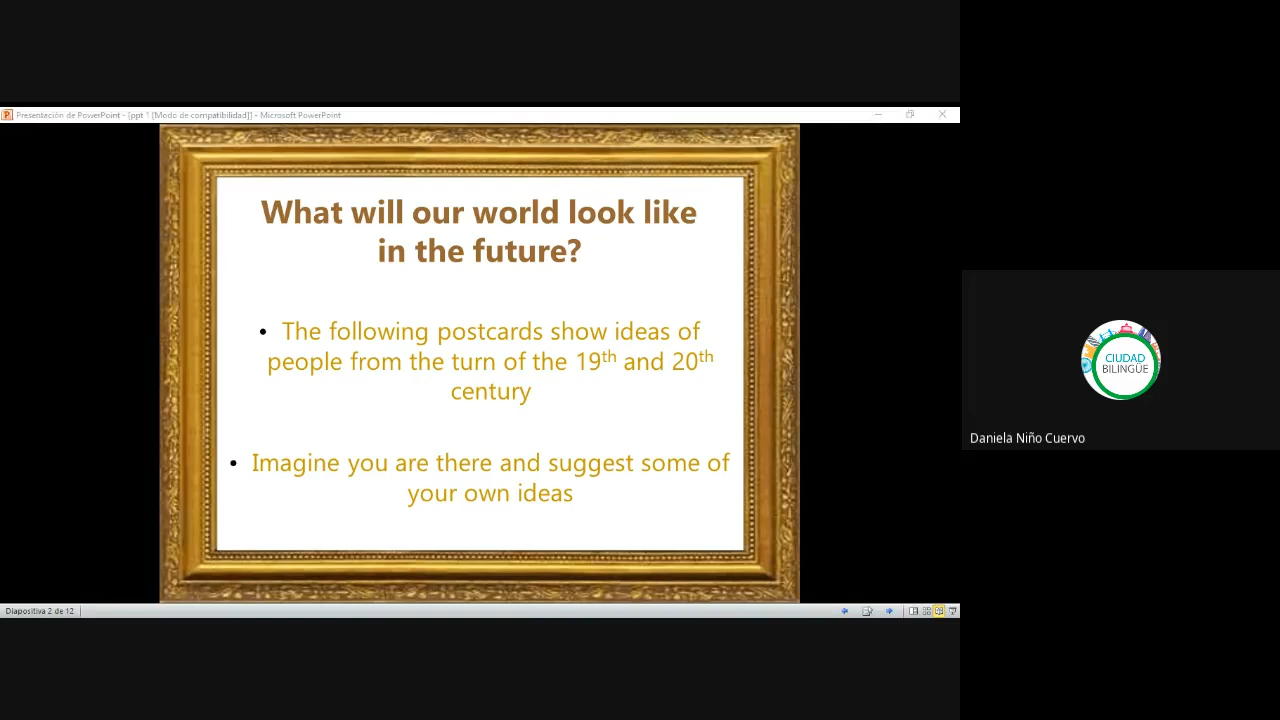 Presentación de PowerPoint - [ppt 1 [Modo de compatibilidad]] - Microsoft PowerPoint
What will our world look like
in the future?
• The following postcards show ideas of
people from the turn of the 19th and 20th
century
• Imagine you are there and suggest some of
your own ideas
CIUDAD
BILINGÜE
Daniela Niño Cuervo
Diapositiva 2 de 12